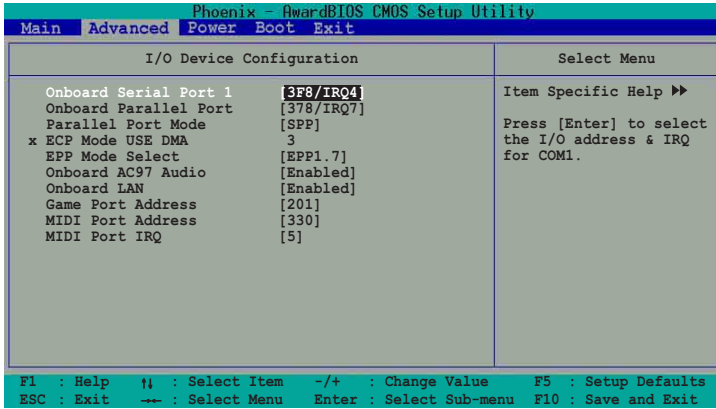 Phoenix - AwardBIOS CMOS Setup Utility
Main Advanced Power Boot Exit
I/O Device Configuration
Select Menu
Onboard Serial Port 1 [3F8/IRQ4]
Onboard Parallel Port [378/IRQ7]
Parallel Port Mode [SPP]
x ECP Mode USE DMA 3
EPP Mode Select [EPP1.7]
Onboard AC97 Audio [Enabled]
Onboard LAN [Enabled]
Game Port Address [201]
MIDI Port Address [330]
MIDI Port IRQ [5]
Item Specific Help ►►
Press [Enter] to select
the I/O address & IRQ
for COM1.
F1 : Help ↑↓ : Select Item -/+ : Change Value F5 : Setup Defaults
ESC : Exit →← : Select Menu Enter : Select Sub-menu F10 : Save and Exit